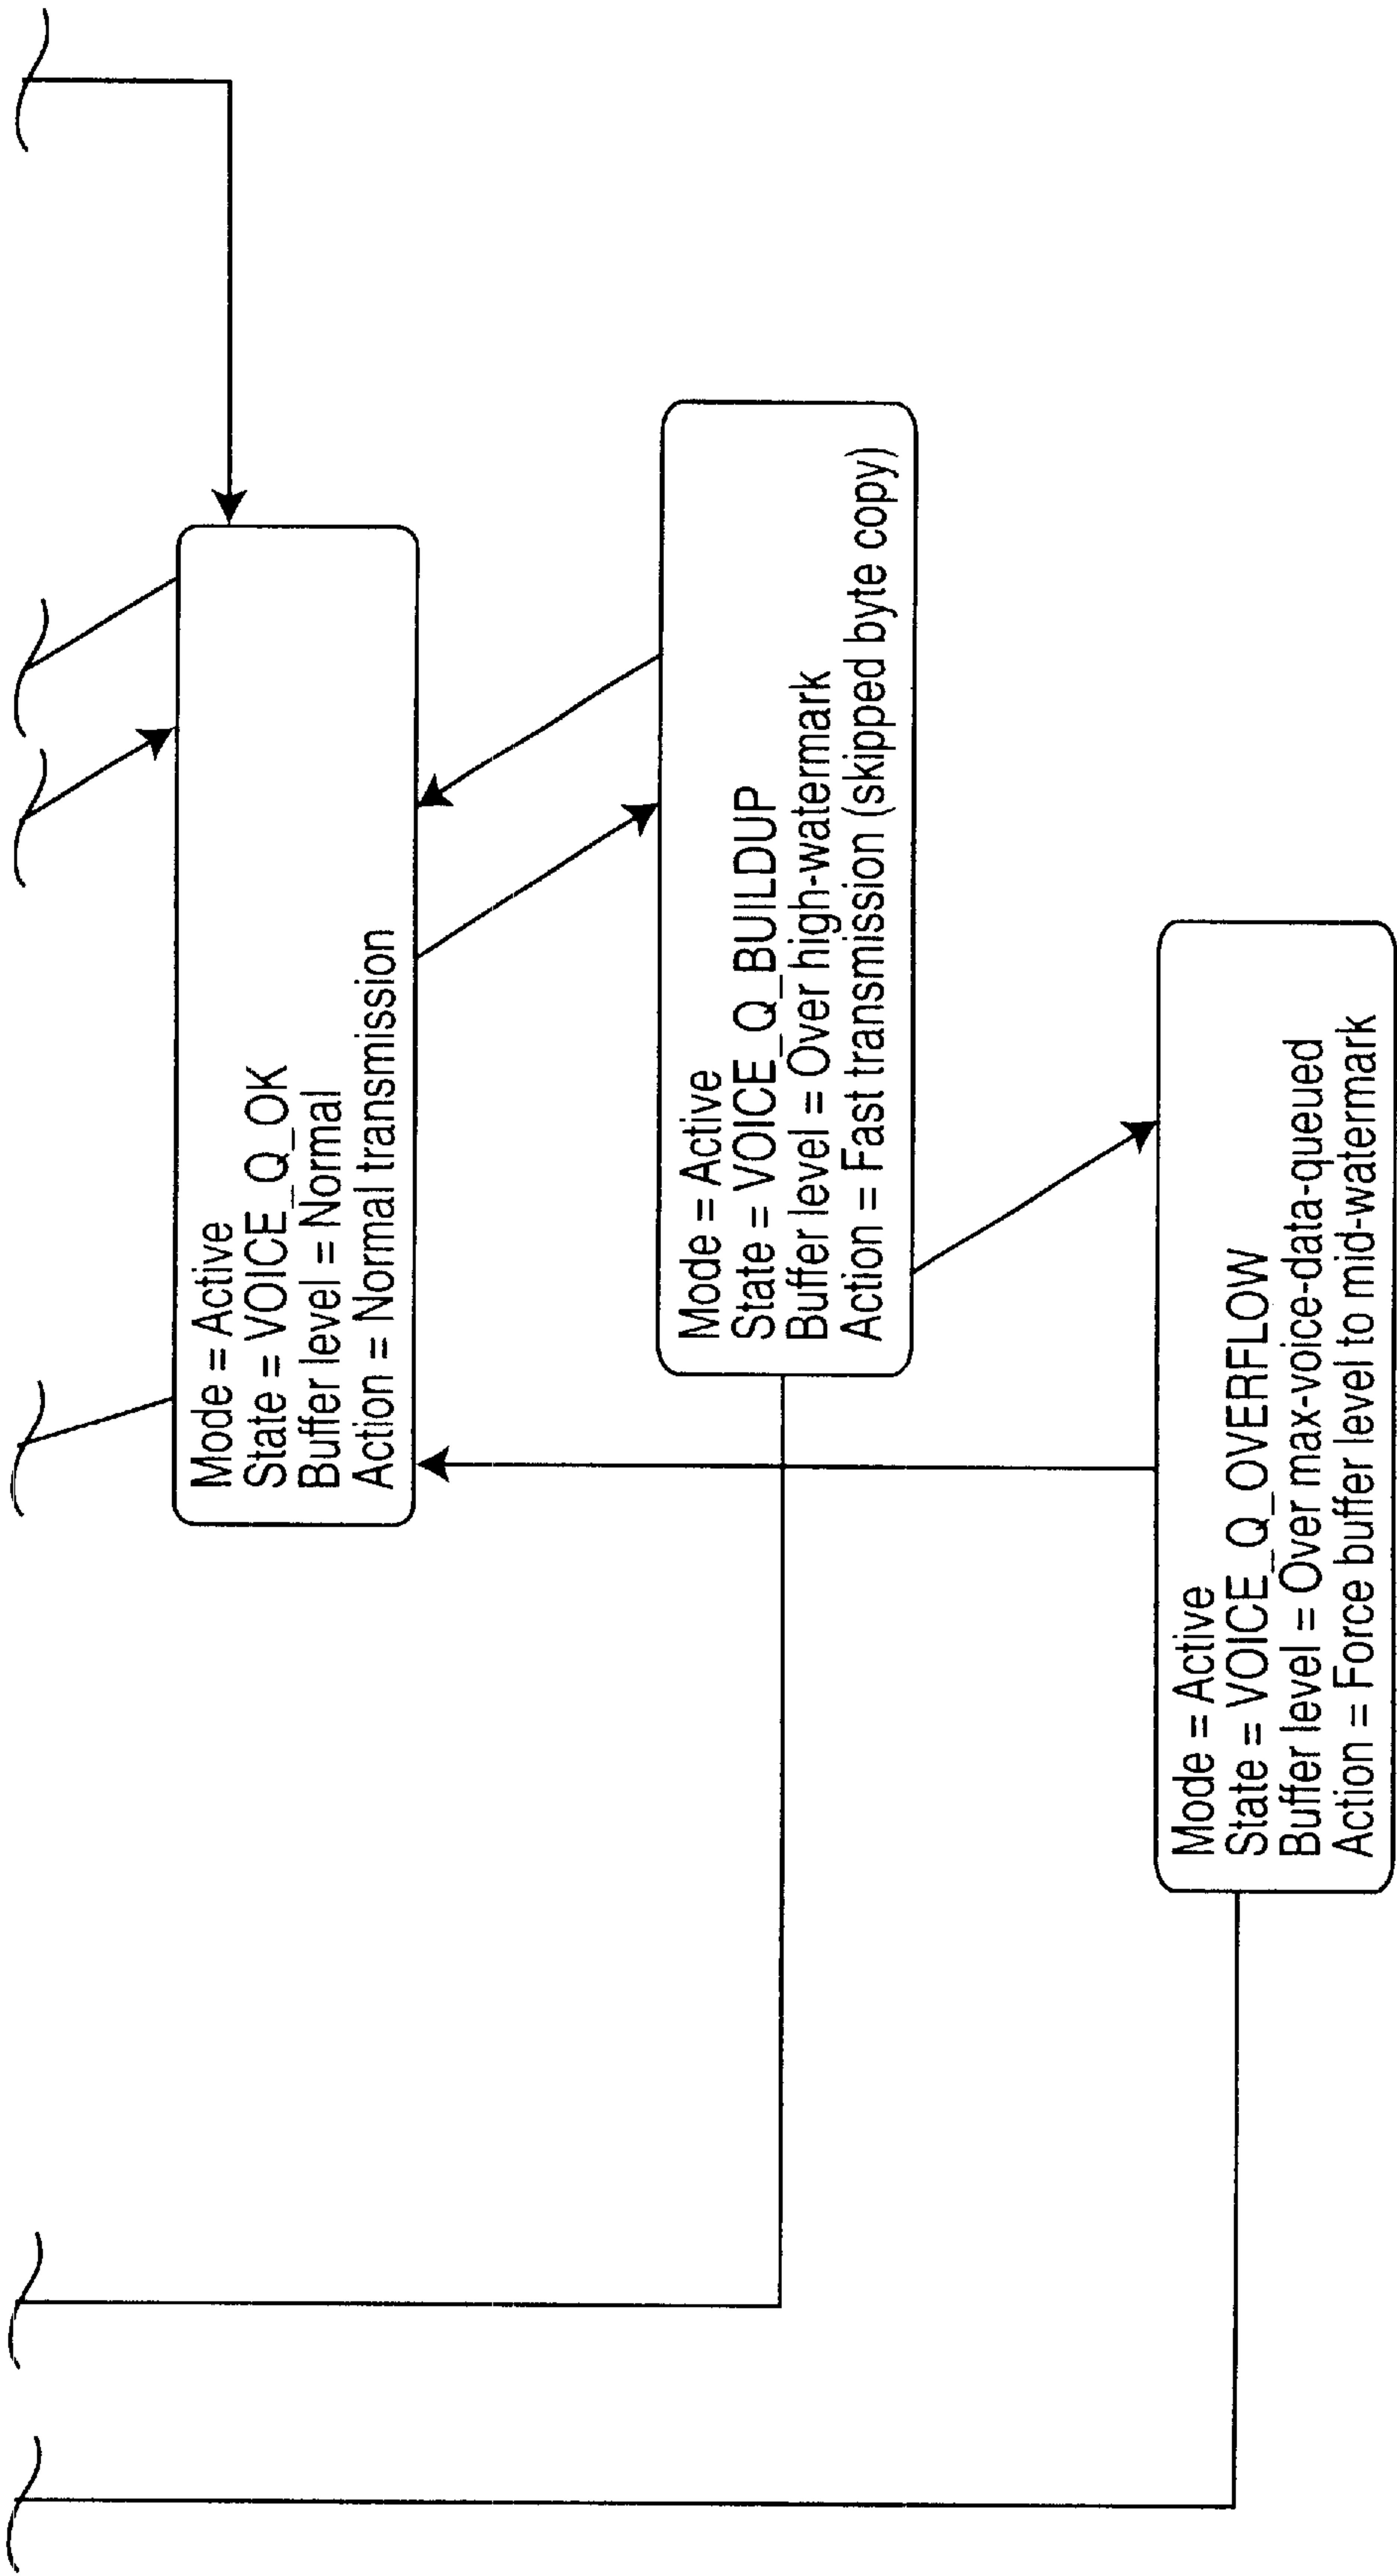 Mode = Active
State = VOICE_Q_OK
Buffer level = Normal
Action = Normal transmission
Mode = Active
State = VOICE_Q_BUILDUP
Buffer level = Over high-watermark
Action = Fast transmission (skipped byte copy)
Mode = Active
State = VOICE_Q_OVERFLOW
Buffer level = Over max-voice-data-queued
Action = Force buffer level to mid-watermark